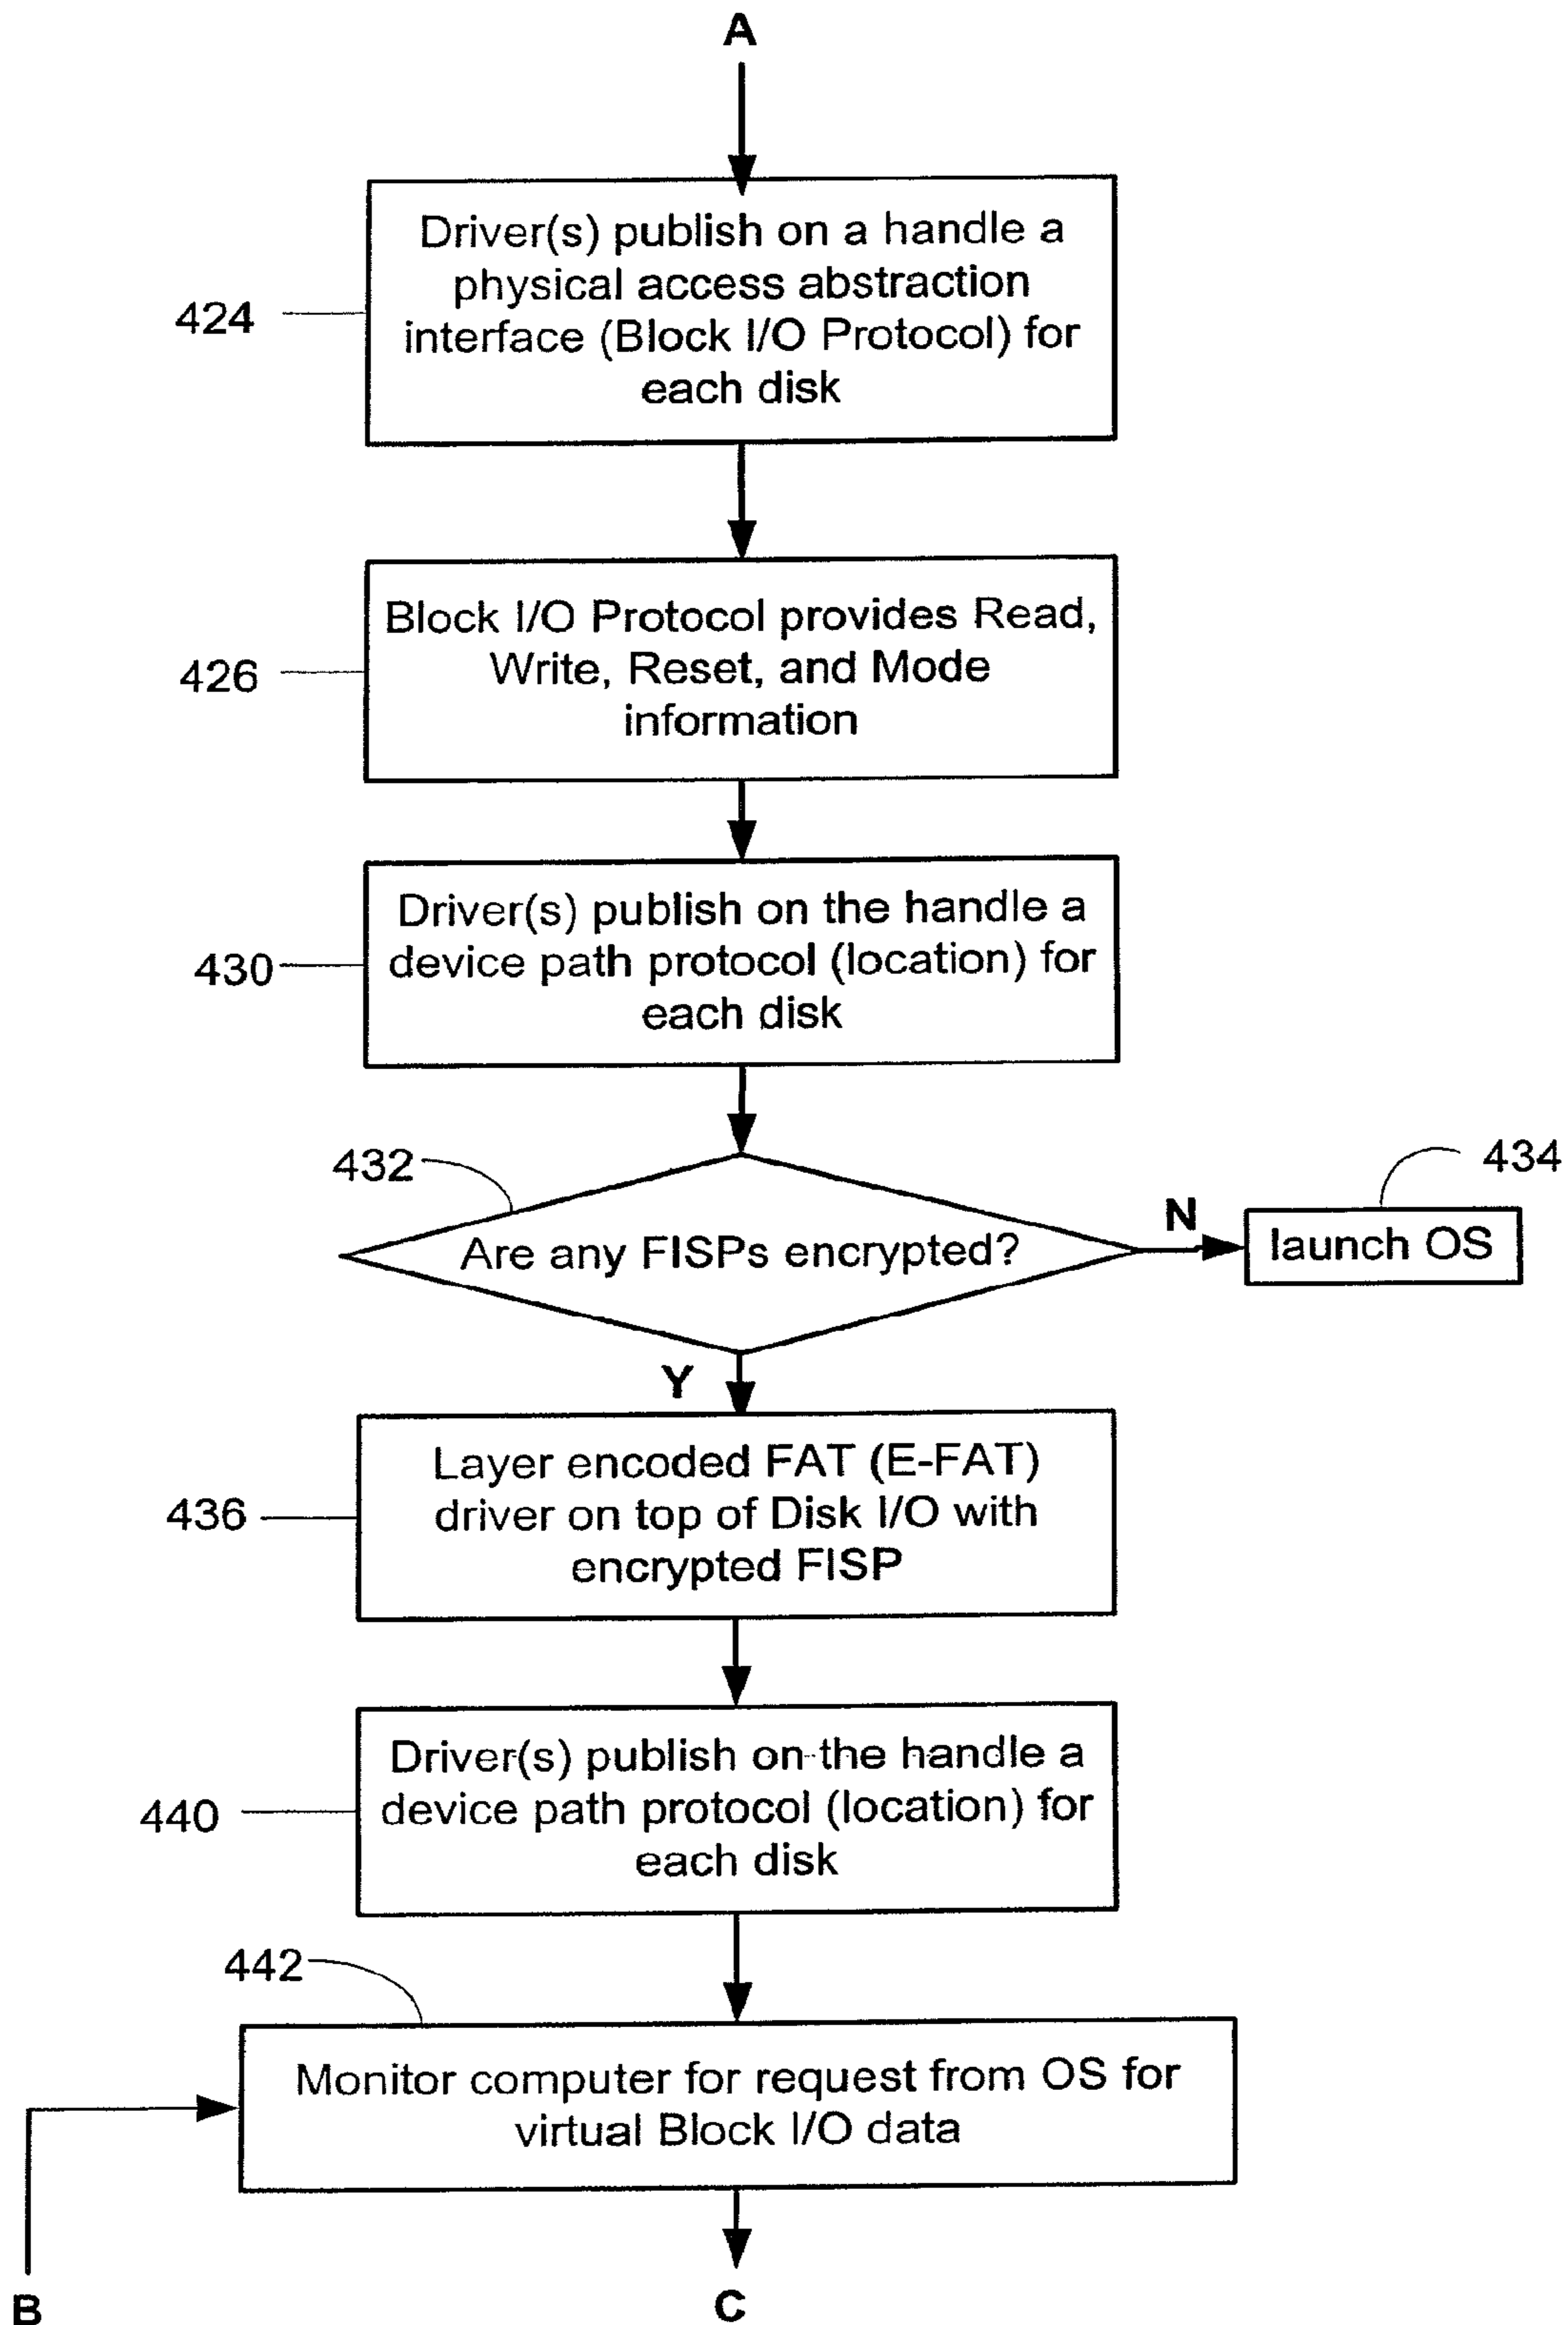 A
Driver(s) publish on a handle a
physical access abstraction
interface (Block I/O Protocol) for
each disk
424
Block I/O Protocol provides Read,
Write, Reset, and Mode
information
426
Driver(s) publish on the handle a
device path protocol (location) for
each disk
430
432
Are any FISPs encrypted?
N
434
launch OS
Y
Layer encoded FAT (E-FAT)
driver on top of Disk I/O with
encrypted FISP
436
Driver(s) publish on the handle a
device path protocol (location) for
each disk
440
442
Monitor computer for request from OS for
virtual Block I/O data
B
C